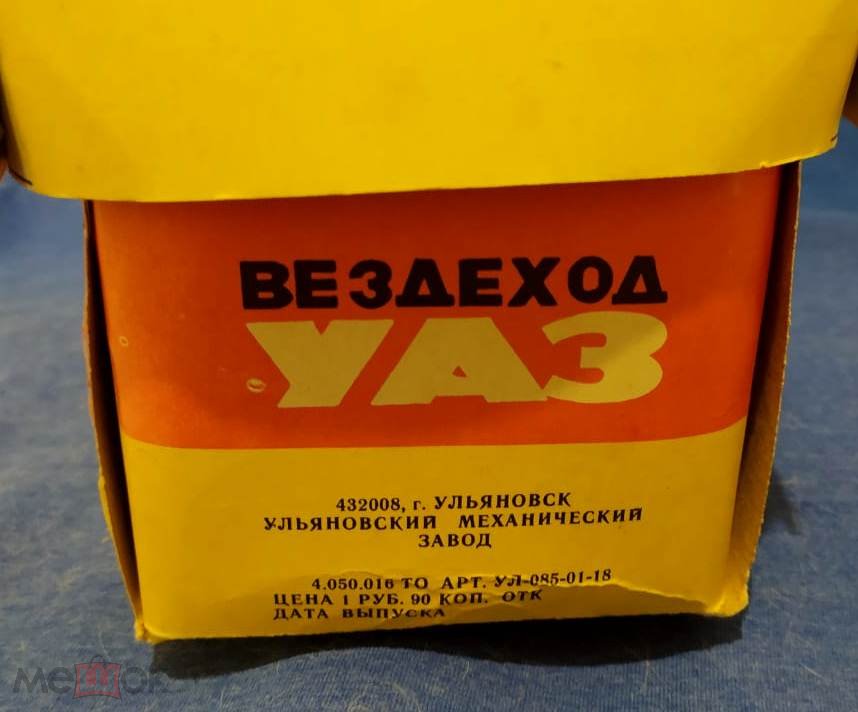 ВЕЗДЕХОД
УАЗ
432008, г. УЛЬЯНОВСК
УЛЬЯНОВСКИЙ МЕХАНИЧЕСКИЙ
ЗАВОД
4.050.016 ТО АРТ. УЛ-085-01-18
ЦЕНА 1 РУБ. 90 КОП. ОТК
ДАТА ВЫПУСКА
Мешок